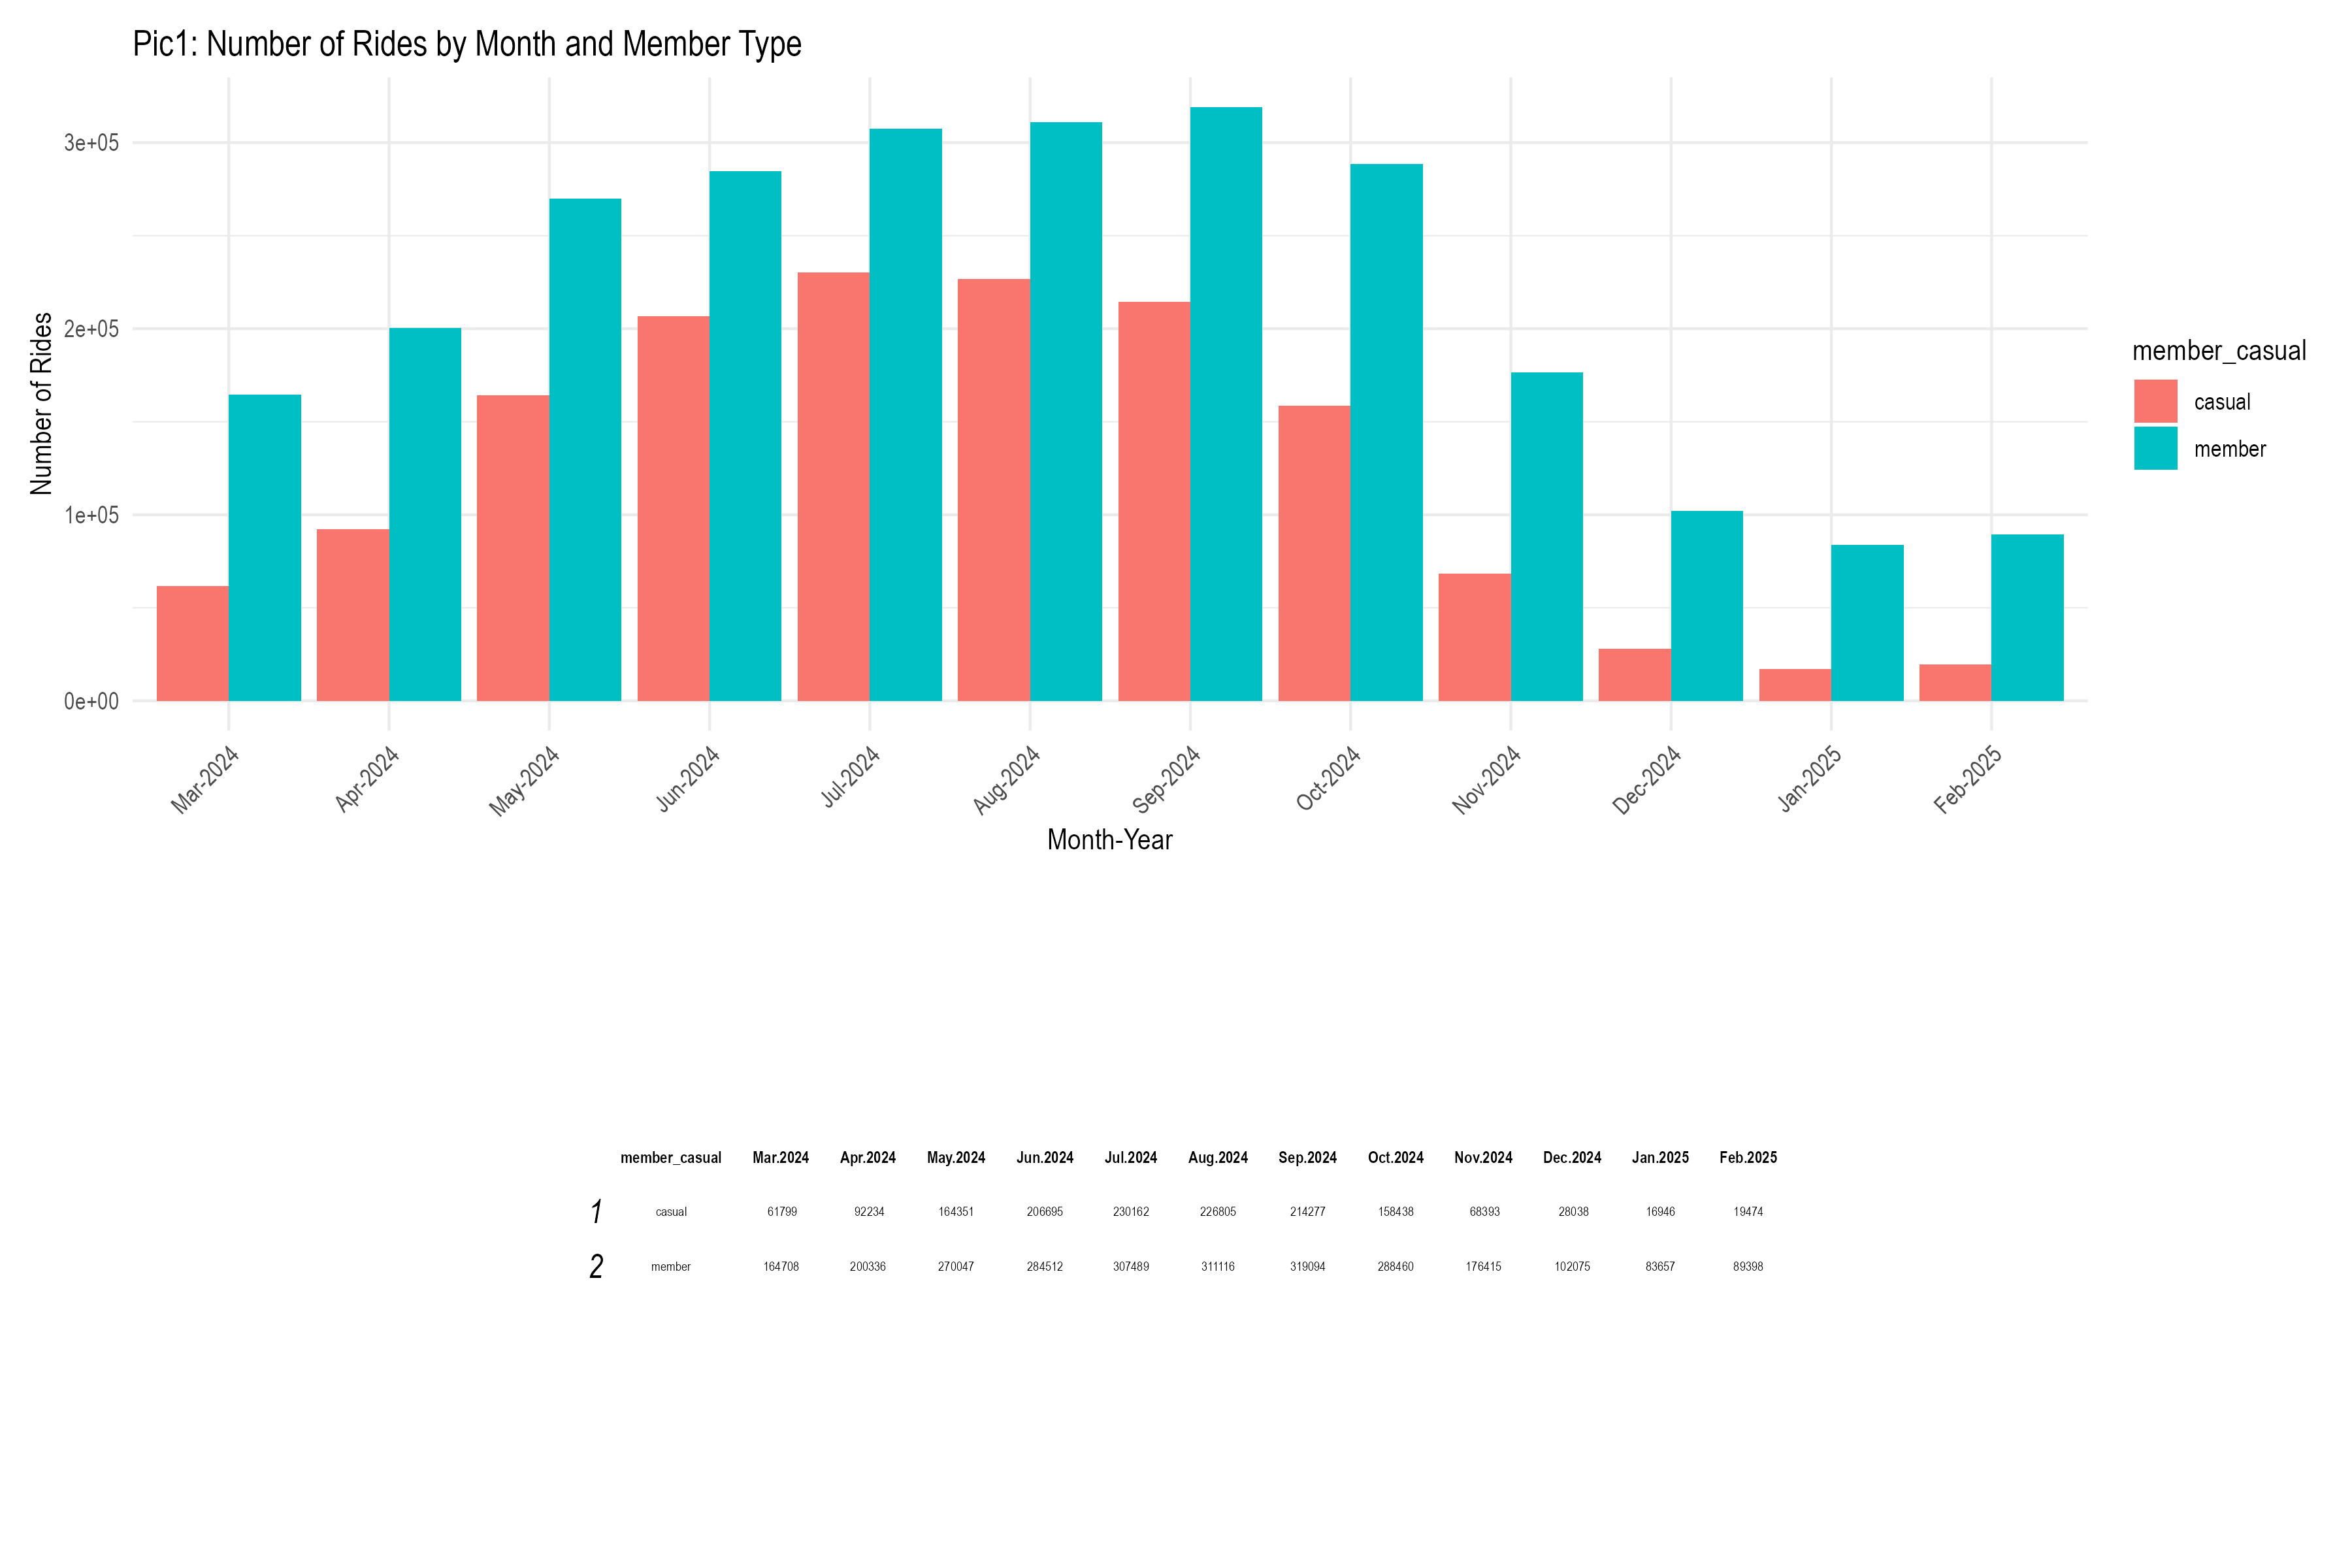 Pic1: Number of Rides by Month and Member Type
Number of Rides
3e+05
2e+05
1e+05
0e+00
Mar-2024 Apr-2024 May-2024 Jun-2024 Jul-2024 Aug-2024 Sep-2024 Oct-2024 Nov-2024 Dec-2024 Jan-2025 Feb-2025
Month-Year
member_casual
casual
member
member_casual Mar.2024 Apr.2024 May.2024 Jun.2024 Jul.2024 Aug.2024 Sep.2024 Oct.2024 Nov.2024 Dec.2024 Jan.2025 Feb.2025
1 casual 61799 92234 164351 206695 230162 226805 214277 158438 68393 28038 16946 19474
2 member 164708 200336 270047 284512 307489 311116 319094 288460 176415 102075 83657 89398